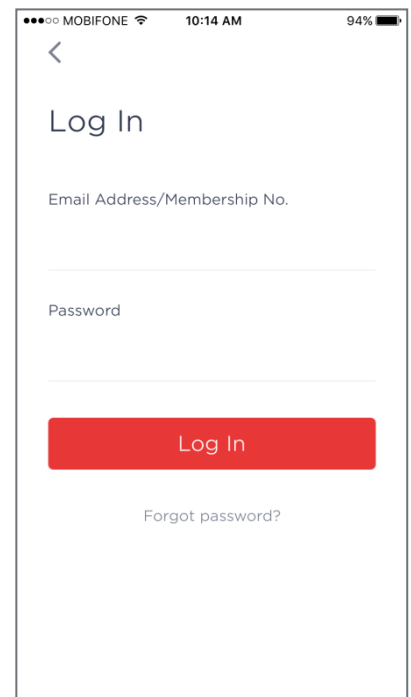 MOBIFONE 10:14 AM 94%
Log In
Email Address/Membership No.
Password
Log In
Forgot password?